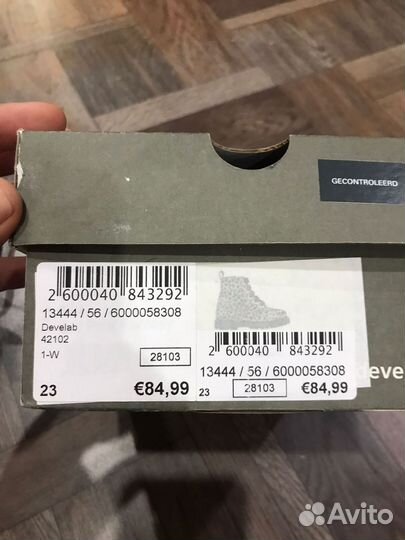 GECONTROLEERD
2 600040 843292
13444 / 56 / 6000058308
Develab
42102
1-W
28103
23 €84,99
2 600040 843292
13444 / 56 / 6000058308
23 28103 €84,99
deve
Avito